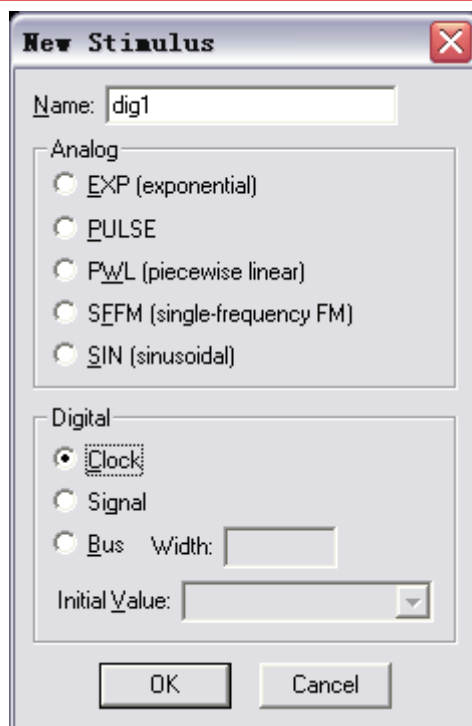 New Stimulus
Name: dig1
Analog
EXP (exponential)
PULSE
PWL (piecewise linear)
SFFM (single-frequency FM)
SIN (sinusoidal)
Digital
Clock
Signal
Bus Width:
Initial Value:
OK Cancel